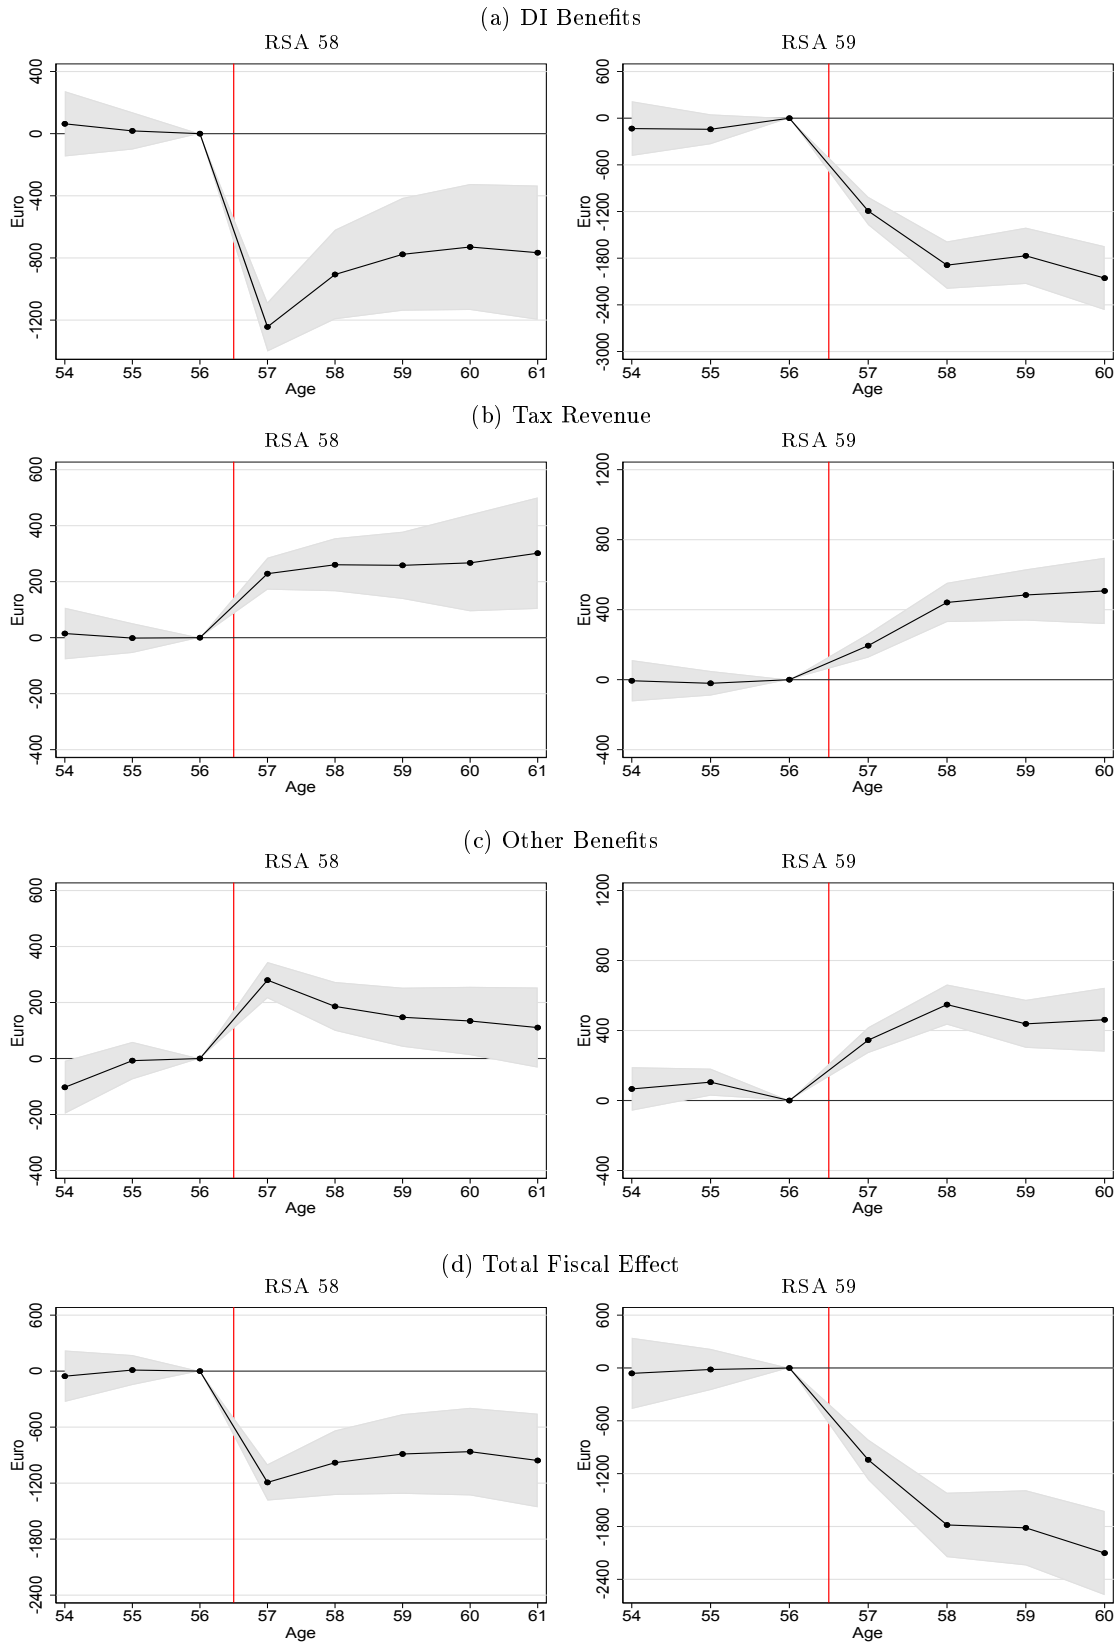 (a) DI Benefits
RSA 58
RSA 59
400
0
-400
-800
-1200
Euro
54 55 56 57 58 59 60 61
Age
600
0
-600
-1200
-1800
-2400
-3000
Euro
54 55 56 57 58 59 60
Age
(b) Tax Revenue
RSA 58
RSA 59
600
400
200
0
-200
-400
Euro
54 55 56 57 58 59 60 61
Age
1200
800
400
0
-400
Euro
54 55 56 57 58 59 60
Age
(c) Other Benefits
RSA 58
RSA 59
600
400
200
0
-200
-400
Euro
54 55 56 57 58 59 60 61
Age
1200
800
400
0
-400
Euro
54 55 56 57 58 59 60
Age
(d) Total Fiscal Effect
RSA 58
RSA 59
600
0
-600
-1200
-1800
-2400
Euro
54 55 56 57 58 59 60 61
Age
600
0
-600
-1200
-1800
-2400
Euro
54 55 56 57 58 59 60
Age